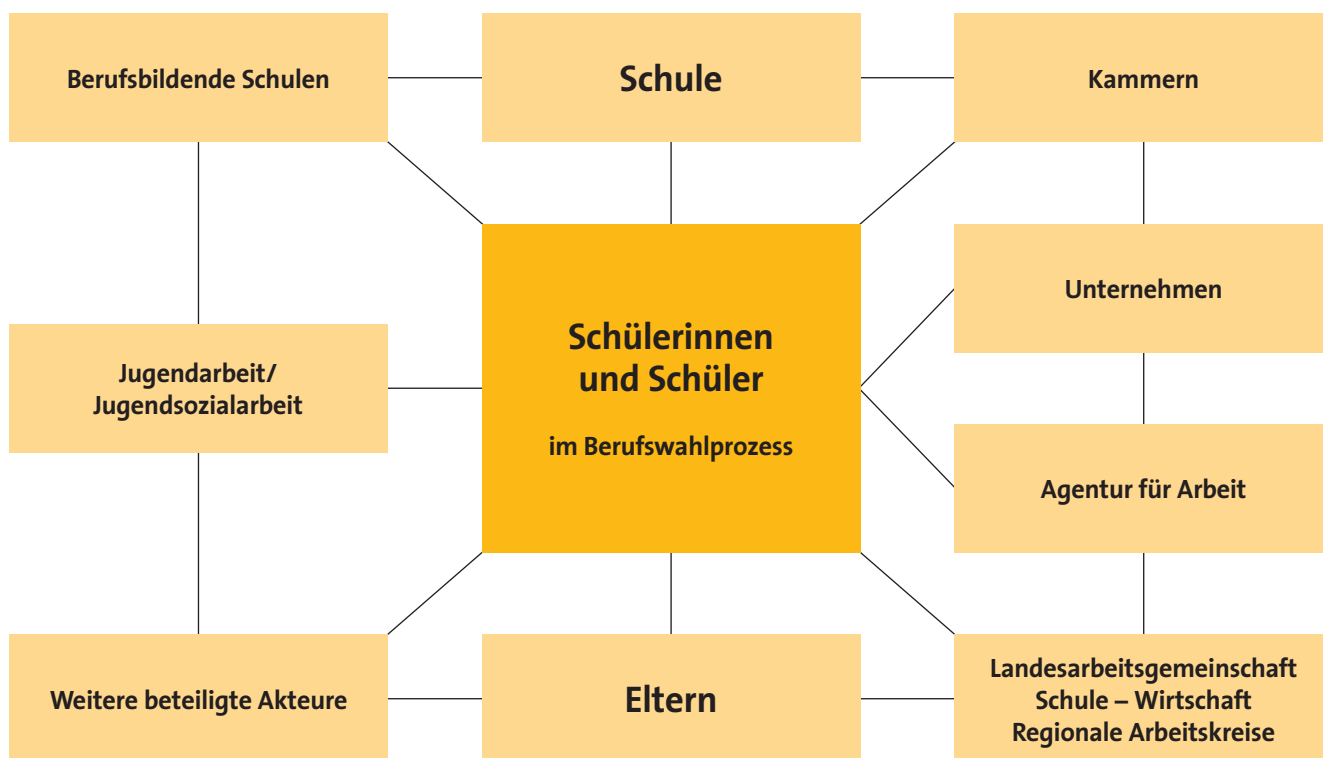 Berufsbildende Schulen
Schule
Kammern
Schülerinnen
und Schüler
im Berufswahlprozess
Unternehmen
Jugendarbeit/
Jugendsozialarbeit
Agentur für Arbeit
Weitere beteiligte Akteure
Eltern
Landesarbeitsgemeinschaft
Schule – Wirtschaft
Regionale Arbeitskreise